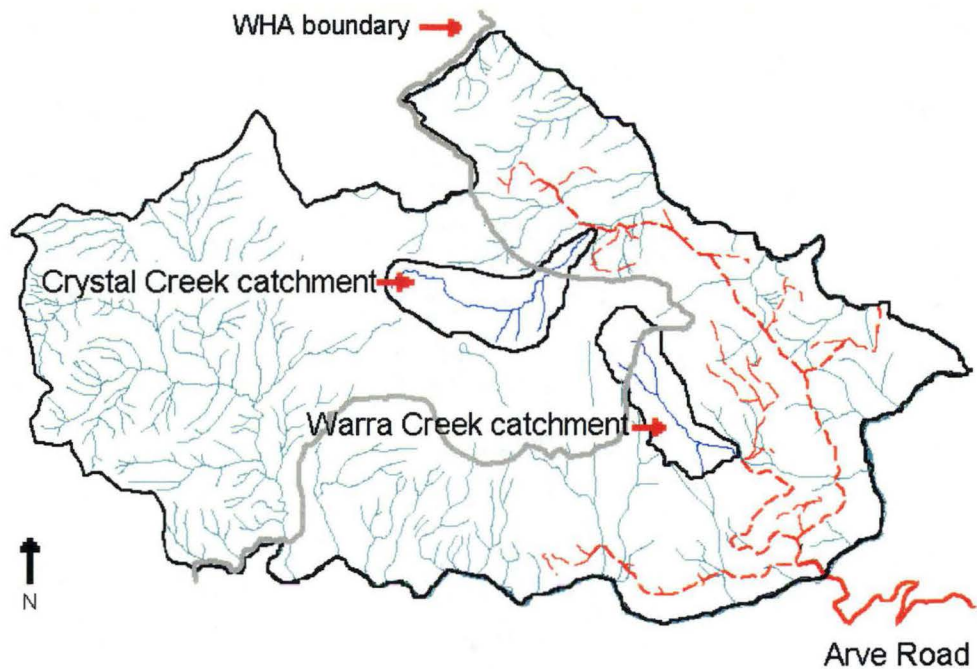 WHA boundary
Crystal Creek catchment
Warra Creek catchment
N
Arve Road